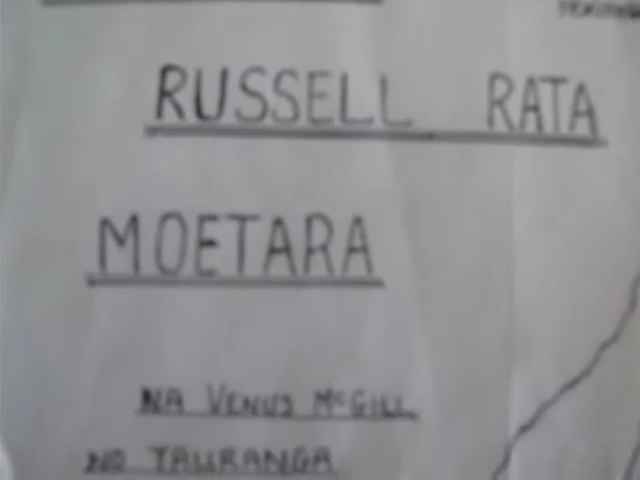 RUSSELL RATA
MOETARA
NA VENUS McGILL
NO TAURANGA